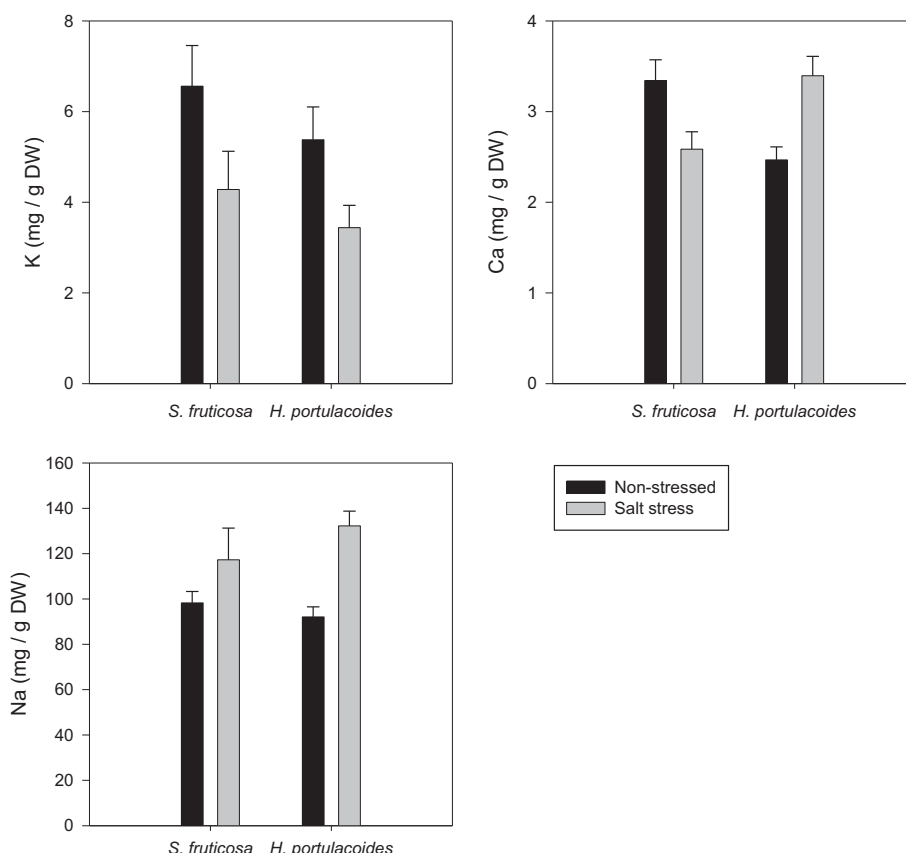 K (mg / g DW)
8
6
4
2
0
S. fruticosa H. portulacoides
Ca (mg / g DW)
4
3
2
1
0
S. fruticosa H. portulacoides
Na (mg / g DW)
160
140
120
100
80
60
40
20
0
S. fruticosa H. portulacoides
Non-stressed
Salt stress